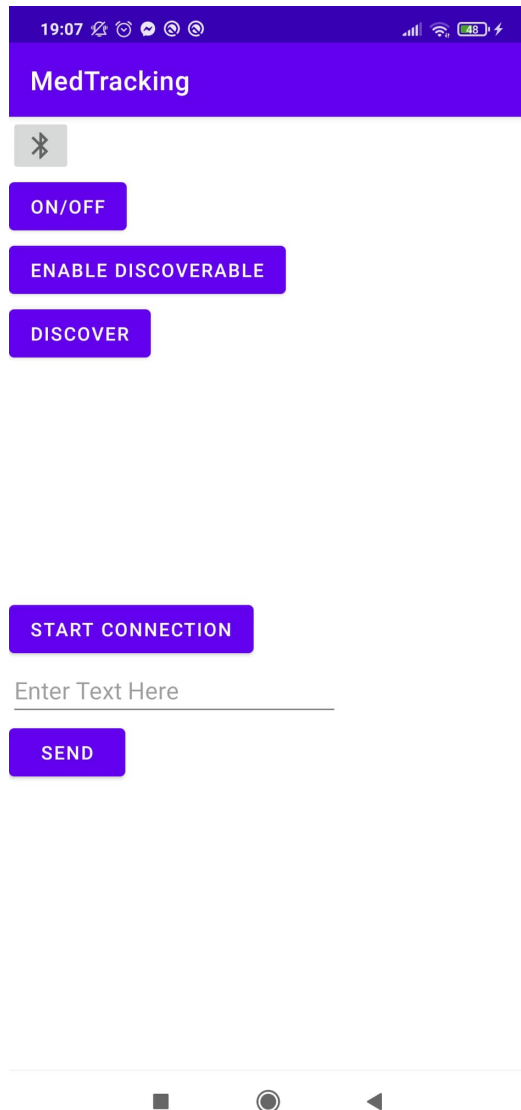 19:07 48
MedTracking
ON/OFF
ENABLE DISCOVERABLE
DISCOVER
START CONNECTION
Enter Text Here
SEND